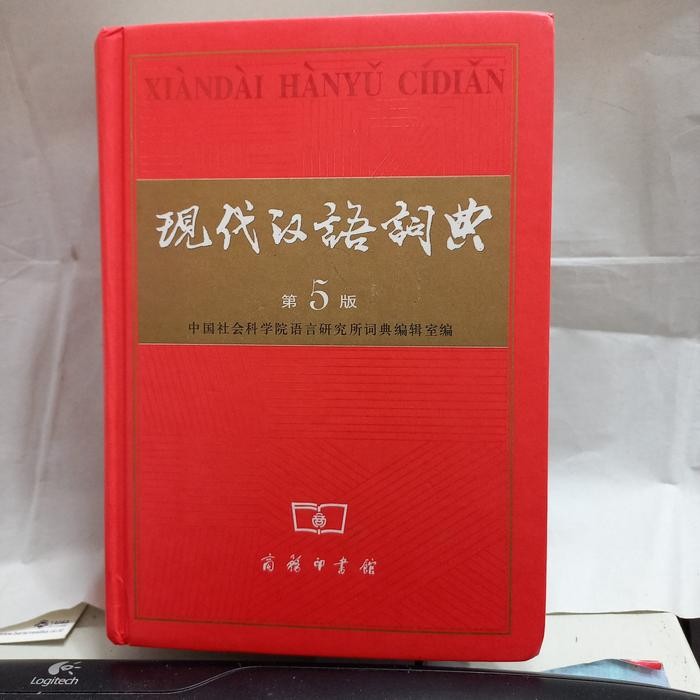 XIÀNDÀI HÀNYǓ CÍDIǍN
現代汉語詞典
第5版
中国社会科学院语言研究所词典编辑室编
商務印書館
Logitech